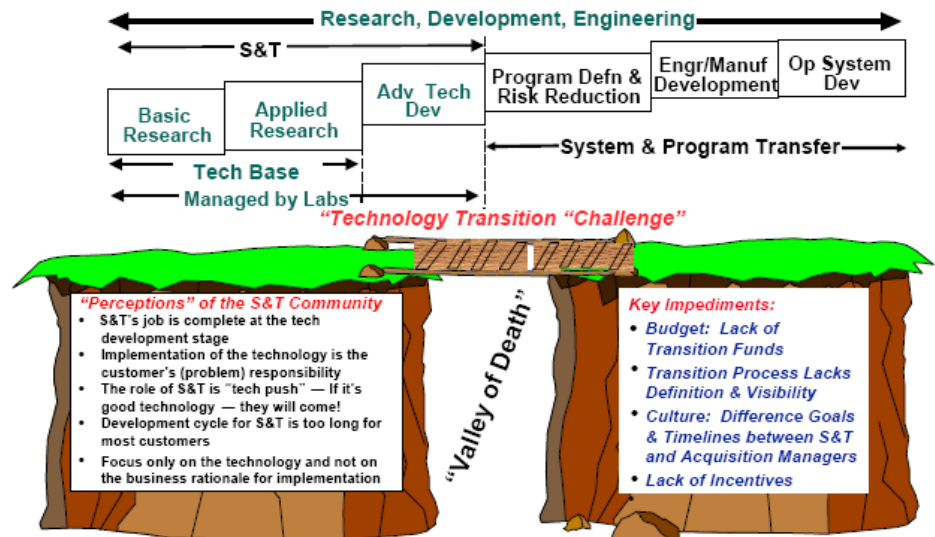 Research, Development, Engineering
S&T
Basic
Research
Applied
Research
Adv Tech
Dev
Program Defn &
Risk Reduction
Engr/Manuf
Development
Op System
Dev
Tech Base
System & Program Transfer
Managed by Labs
"Technology Transition "Challenge"
"Perceptions" of the S&T Community
• S&T's job is complete at the tech
development stage
• Implementation of the technology is the
customer's (problem) responsibility
• The role of S&T is "tech push" — If it's
good technology — they will come!
• Development cycle for S&T is too long for
most customers
• Focus only on the technology and not on
the business rationale for implementation
"Valley of Death"
Key Impediments:
• Budget: Lack of
Transition Funds
• Transition Process Lacks
Definition & Visibility
• Culture: Difference Goals
& Timelines between S&T
and Acquisition Managers
• Lack of Incentives